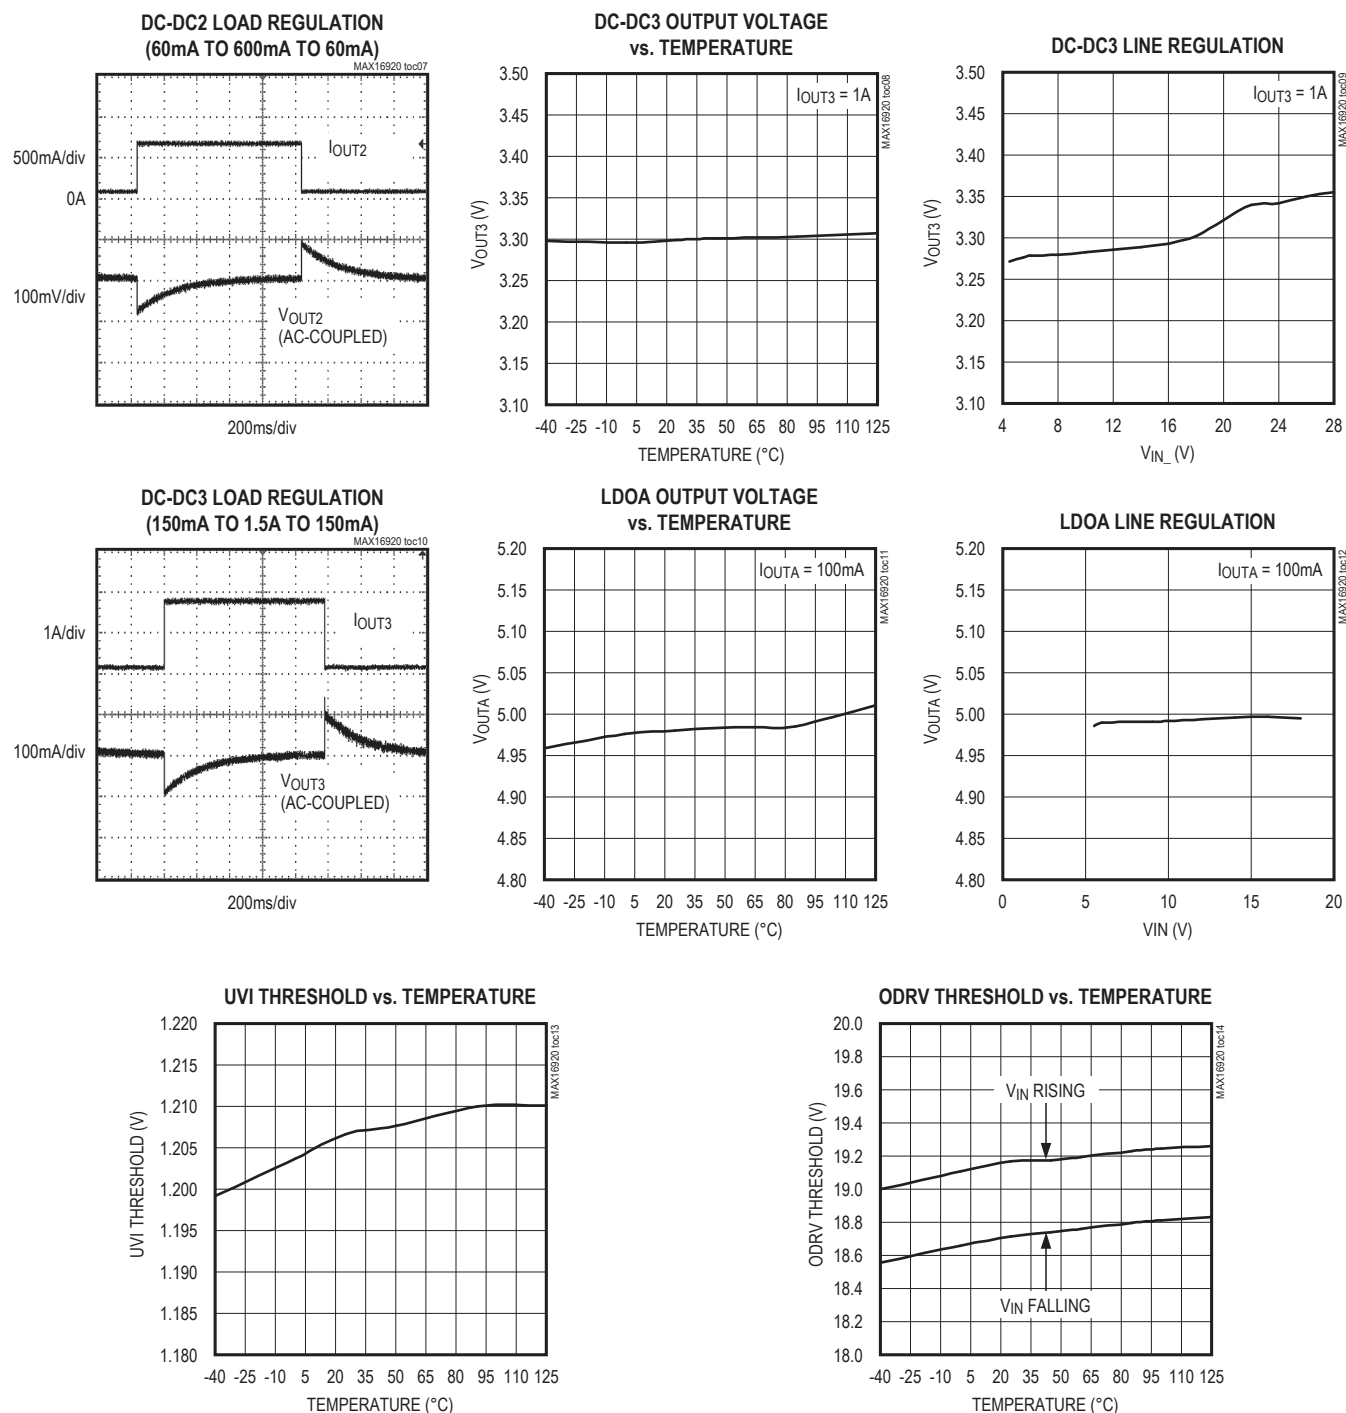 DC-DC2 LOAD REGULATION
(60mA TO 600mA TO 60mA)
MAX16920 toc07
500mA/div
0A
100mV/div
IOUT2
VOUT2
(AC-COUPLED)
200ms/div
DC-DC3 OUTPUT VOLTAGE
vs. TEMPERATURE
MAX16920 toc08
IOUT3 = 1A
VOUT3 (V)
3.50
3.45
3.40
3.35
3.30
3.25
3.20
3.15
3.10
-40 -25 -10 5 20 35 50 65 80 95 110 125
TEMPERATURE (°C)
DC-DC3 LINE REGULATION
MAX16920 toc09
IOUT3 = 1A
VOUT3 (V)
3.50
3.45
3.40
3.35
3.30
3.25
3.20
3.15
3.10
4 8 12 16 20 24 28
VIN_ (V)
DC-DC3 LOAD REGULATION
(150mA TO 1.5A TO 150mA)
MAX16920 toc10
1A/div
100mA/div
IOUT3
VOUT3
(AC-COUPLED)
200ms/div
LDOA OUTPUT VOLTAGE
vs. TEMPERATURE
MAX16920 toc11
IOUTA = 100mA
VOUTA (V)
5.20
5.15
5.10
5.05
5.00
4.95
4.90
4.85
4.80
-40 -25 -10 5 20 35 50 65 80 95 110 125
TEMPERATURE (°C)
LDOA LINE REGULATION
MAX16920 toc12
IOUTA = 100mA
VOUTA (V)
5.20
5.15
5.10
5.05
5.00
4.95
4.90
4.85
4.80
0 5 10 15 20
VIN (V)
UVI THRESHOLD vs. TEMPERATURE
MAX16920 toc13
UVI THRESHOLD (V)
1.220
1.215
1.210
1.205
1.200
1.195
1.190
1.185
1.180
-40 -25 -10 5 20 35 50 65 80 95 110 125
TEMPERATURE (°C)
ODRV THRESHOLD vs. TEMPERATURE
MAX16920 toc14
ODRV THRESHOLD (V)
20.0
19.8
19.6
19.4
19.2
19.0
18.8
18.6
18.4
18.2
18.0
VIN RISING
VIN FALLING
-40 -25 -10 5 20 35 50 65 80 95 110 125
TEMPERATURE (°C)